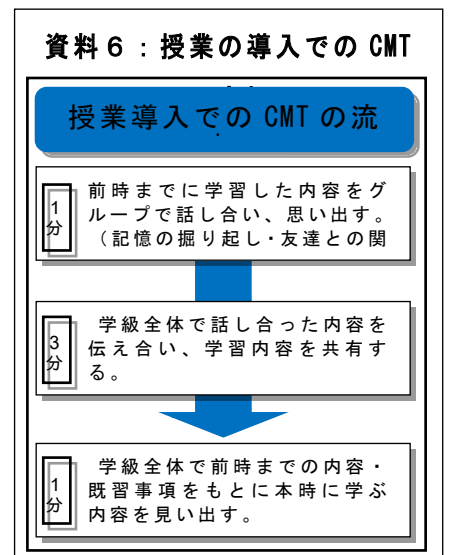 資料６：授業の導入での CMT
授業導入での CMT の流
1
分
前時までに学習した内容をグ
ループで話し合い、思い出す。
（記憶の掘り起し・友達との関
3
分
学級全体で話し合った内容を
伝え合い、学習内容を共有す
る。
1
分
学級全体で前時までの内容・
既習事項をもとに本時に学ぶ
内容を見い出す。